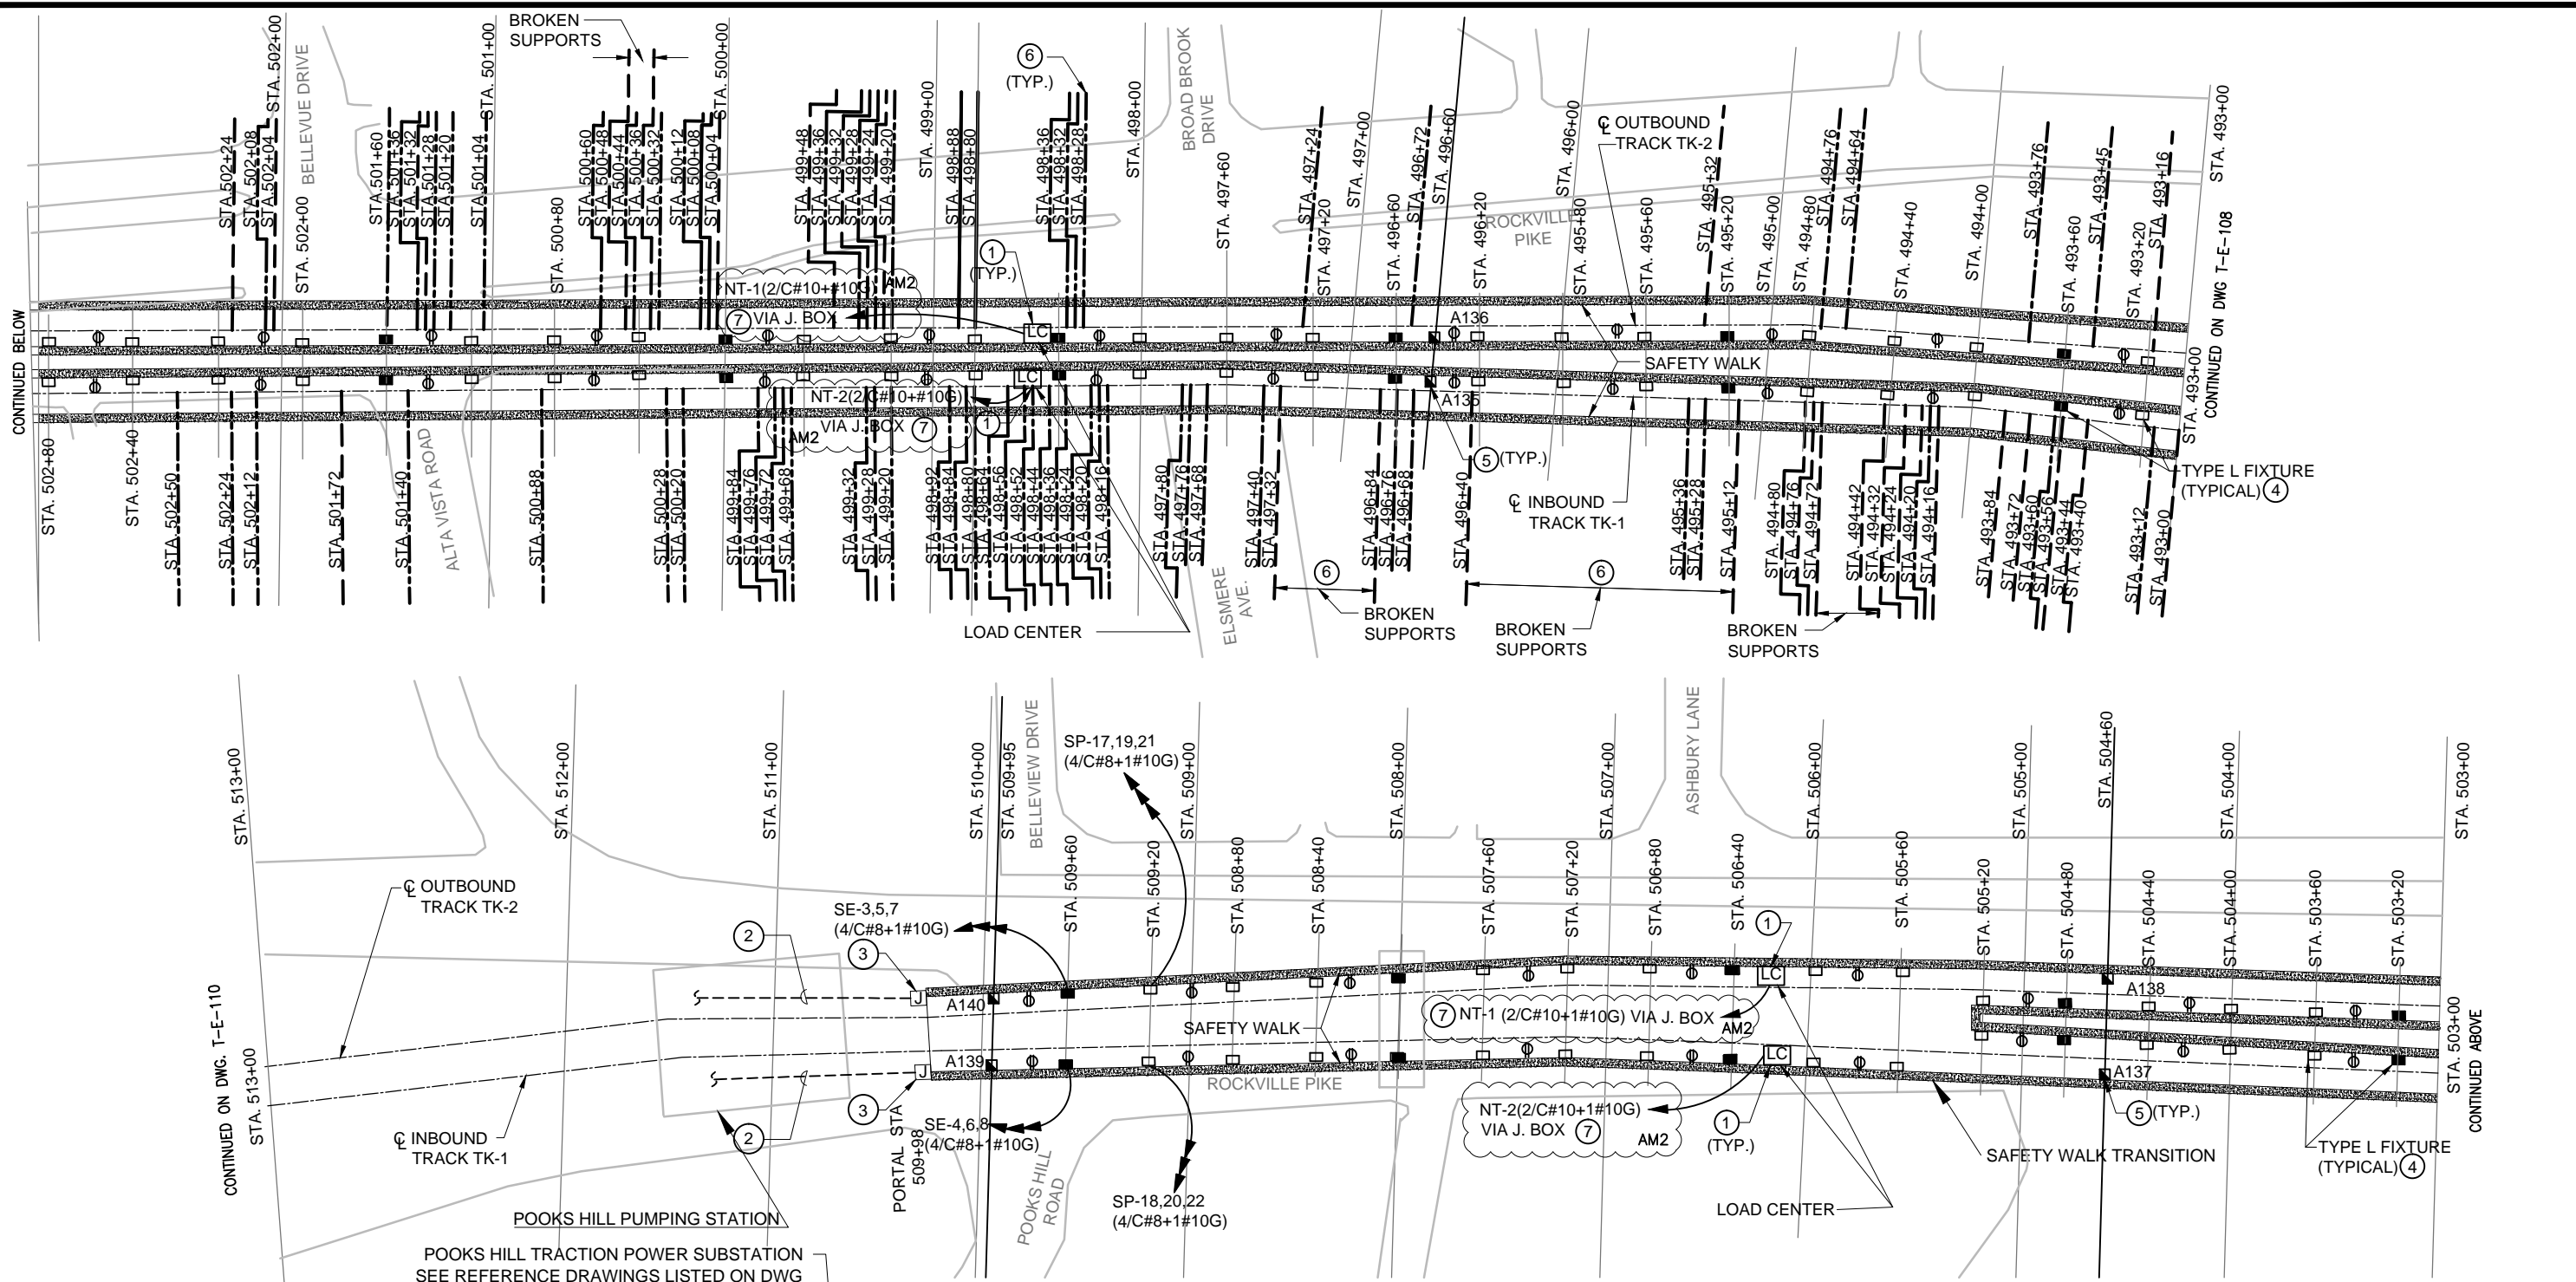 BROKEN
SUPPORTS
6
(TYP.)
STA. 502+00
BELLEVUE DRIVE
STA. 501+00
STA. 500+00
STA. 499+00
STA. 498+00
BROAD BROOK
DRIVE
STA. 497+00
STA. 496+60
STA. 496+00
STA. 493+00
℄ OUTBOUND
TRACK TK-2
STA. 502+24
STA. 502+08
STA. 502+04
STA. 502+00
STA.501+60
STA. 501+36
STA. 501+32
STA. 501+28
STA. 501+20
STA. 501+04
STA. 500+80
STA. 500+60
STA. 500+48
STA. 500+44
STA. 500+36
STA. 500+32
STA. 500+12
STA. 500+08
STA. 500+04
STA. 499+48
STA. 499+36
STA. 499+32
STA. 499+28
STA. 499+24
STA. 499+20
STA. 498+88
STA. 498+80
STA. 498+36
STA. 498+32
STA. 498+28
STA. 497+60
STA. 497+24
STA. 497+20
STA. 496+72
STA. 496+60
STA. 496+20
STA. 495+80
STA. 495+60
STA. 495+32
STA. 495+20
STA. 495+00
STA. 494+80
STA. 494+76
STA. 494+64
STA. 494+40
STA. 494+00
STA. 493+76
STA. 493+60
STA. 493+45
STA. 493+20
STA. 493+16
ROCKVILLE
PIKE
1
(TYP.)
NT-1(2/C#10+#10G)
AM2
7 VIA J. BOX
LC
A136
SAFETY WALK
CONTINUED BELOW
CONTINUED ON DWG T-E-108
STA. 493+00
LC
NT-2(2/C#10+#10G)
VIA J. BOX 7
AM2
1
A135
5 (TYP.)
℄ INBOUND
TRACK TK-1
TYPE L FIXTURE
(TYPICAL) 4
STA. 502+80
STA. 502+40
STA. 502+50
STA. 502+24
STA. 502+12
STA. 501+72
STA. 501+40
ALTA VISTA ROAD
STA. 500+88
STA. 500+28
STA. 500+20
STA. 499+84
STA. 499+76
STA. 499+72
STA. 499+68
STA. 499+32
STA. 499+28
STA. 499+20
STA. 498+92
STA. 498+84
STA. 498+80
STA. 498+64
STA. 498+56
STA. 498+52
STA. 498+44
STA. 498+36
STA. 498+24
STA. 498+20
STA. 498+16
STA. 497+80
STA. 497+76
STA. 497+68
STA. 497+40
STA. 497+32
STA. 496+84
STA. 496+76
STA. 496+68
STA. 496+40
STA. 495+36
STA. 495+28
STA. 495+12
STA. 494+80
STA. 494+76
STA. 494+72
STA. 494+42
STA. 494+32
STA. 494+24
STA. 494+20
STA. 494+16
STA. 493+84
STA. 493+72
STA. 493+60
STA. 493+56
STA. 493+44
STA. 493+40
STA. 493+12
STA. 493+00
LOAD CENTER
ELSMERE
AVE.
6
BROKEN
SUPPORTS
6
BROKEN
SUPPORTS
BROKEN
SUPPORTS
STA. 513+00
STA. 512+00
STA. 511+00
STA. 510+00
STA. 509+95
BELLEVIEW DRIVE
SP-17,19,21
(4/C#8+1#10G)
STA. 509+00
STA. 508+00
STA. 507+00
ASHBURY LANE
STA. 506+00
STA. 505+00
STA. 504+60
STA. 504+00
STA. 503+00
STA. 509+60
STA. 509+20
STA. 508+80
STA. 508+40
STA. 507+60
STA. 507+20
STA. 506+80
STA. 506+40
STA. 505+60
STA. 505+20
STA. 504+80
STA. 504+40
STA. 504+00
STA. 503+60
STA. 503+20
℄ OUTBOUND
TRACK TK-2
SE-3,5,7
(4/C#8+1#10G)
2
3
1
J
A140
LC
A138
SAFETY WALK
7 NT-1 (2/C#10+1#10G) VIA J. BOX
AM2
CONTINUED ON DWG. T-E-110
STA. 513+00
STA. 503+00
CONTINUED ABOVE
J
A139
LC
A137
ROCKVILLE PIKE
3
2
℄ INBOUND
TRACK TK-1
PORTAL STA
509+98
SE-4,6,8
(4/C#8+1#10G)
POOKS HILL
ROAD
NT-2(2/C#10+1#10G)
VIA J. BOX 7
AM2
1
(TYP.)
5 (TYP.)
SAFETY WALK TRANSITION
TYPE L FIXTURE
(TYPICAL) 4
SP-18,20,22
(4/C#8+1#10G)
LOAD CENTER
POOKS HILL PUMPING STATION
POOKS HILL TRACTION POWER SUBSTATION
SEE REFERENCE DRAWINGS LISTED ON DWG